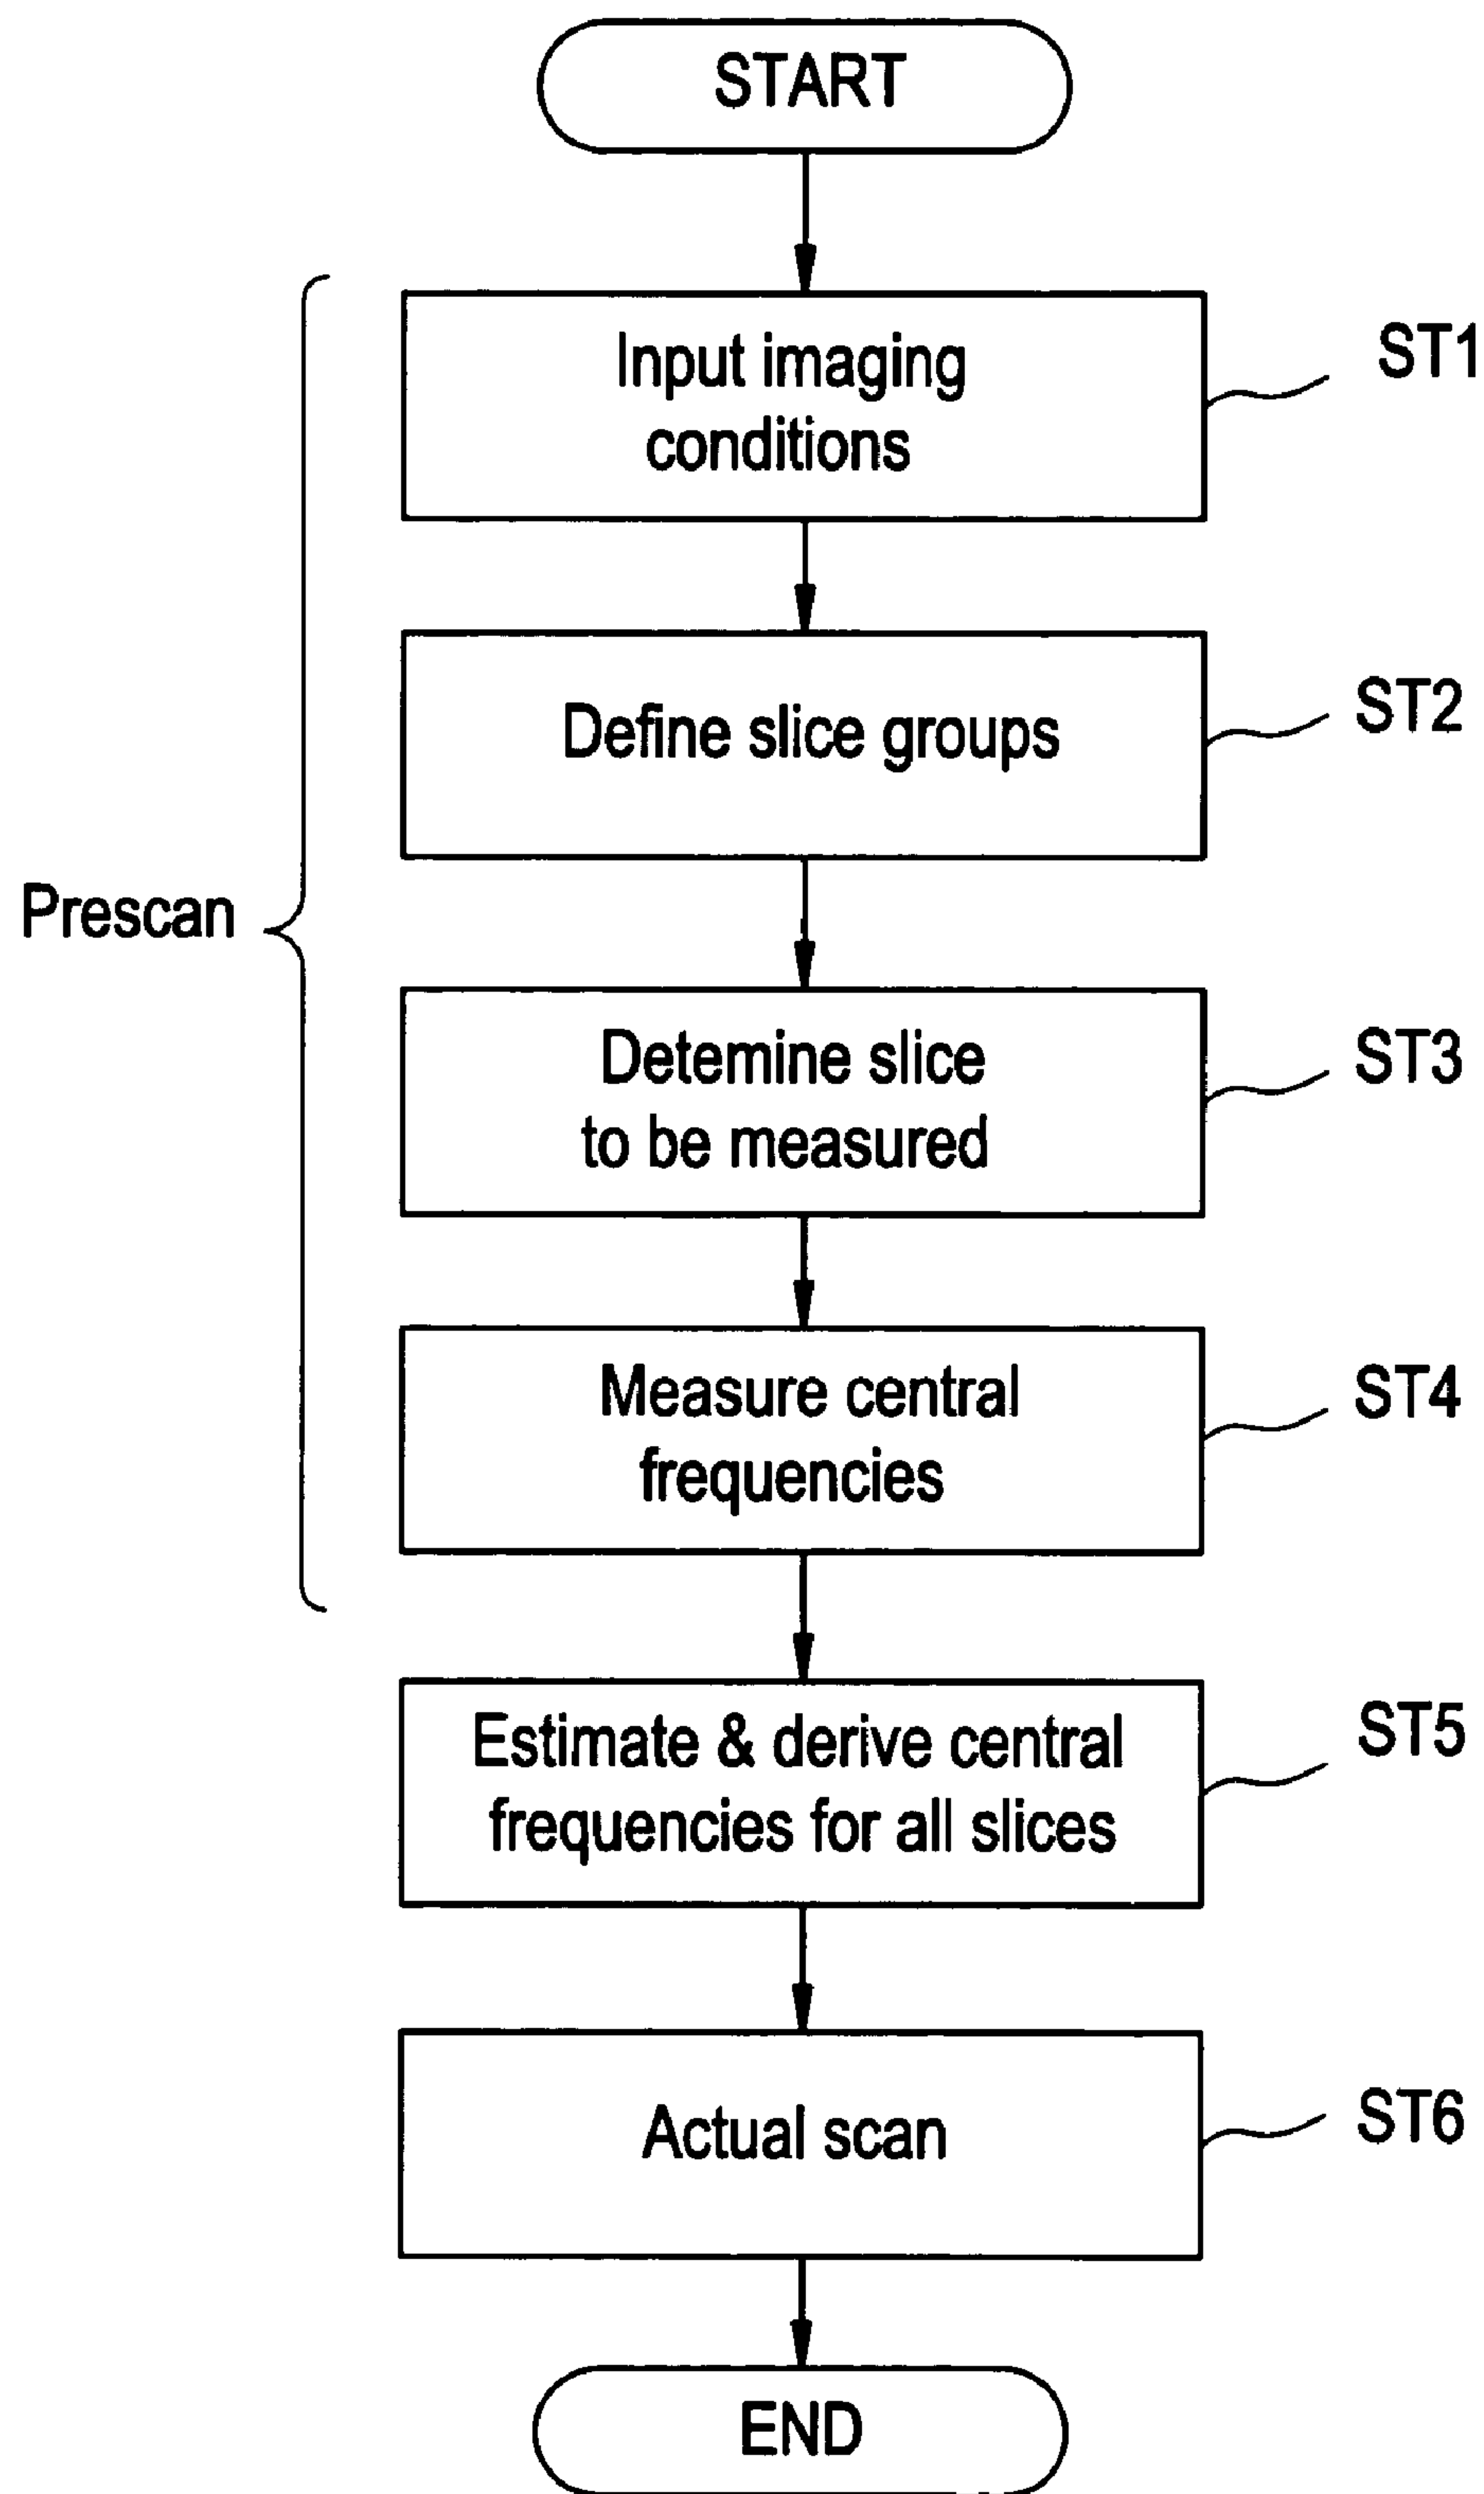 START
Input imaging
conditions
ST1
Define slice groups
ST2
Prescan
Detemine slice
to be measured
ST3
Measure central
frequencies
ST4
Estimate & derive central
frequencies for all slices
ST5
Actual scan
ST6
END